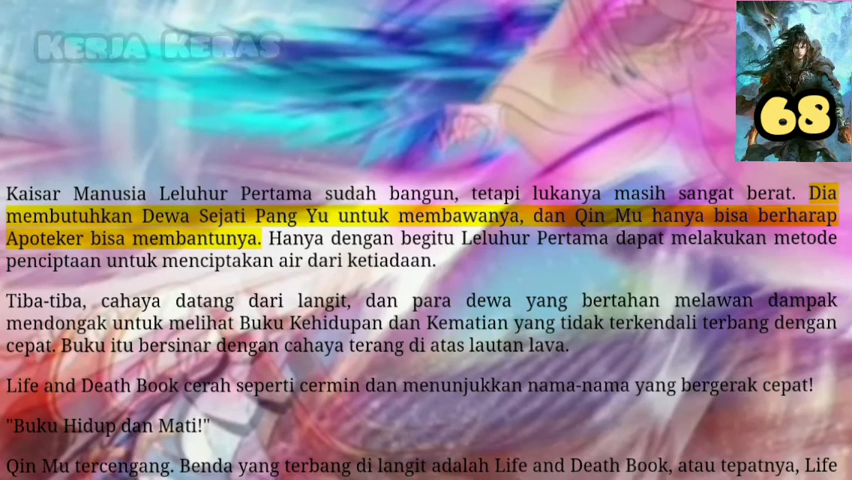 Kerja Keras
68
Kaisar Manusia Leluhur Pertama sudah bangun, tetapi lukanya masih sangat berat. Dia
membutuhkan Dewa Sejati Pang Yu untuk membawanya, dan Qin Mu hanya bisa berharap
Apoteker bisa membantunya. Hanya dengan begitu Leluhur Pertama dapat melakukan metode
penciptaan untuk menciptakan air dari ketiadaan.
Tiba-tiba, cahaya datang dari langit, dan para dewa yang bertahan melawan dampak
mendongak untuk melihat Buku Kehidupan dan Kematian yang tidak terkendali terbang dengan
cepat. Buku itu bersinar dengan cahaya terang di atas lautan lava.
Life and Death Book cerah seperti cermin dan menunjukkan nama-nama yang bergerak cepat!
"Buku Hidup dan Mati!"
Qin Mu tercengang. Benda yang terbang di langit adalah Life and Death Book, atau tepatnya, Life